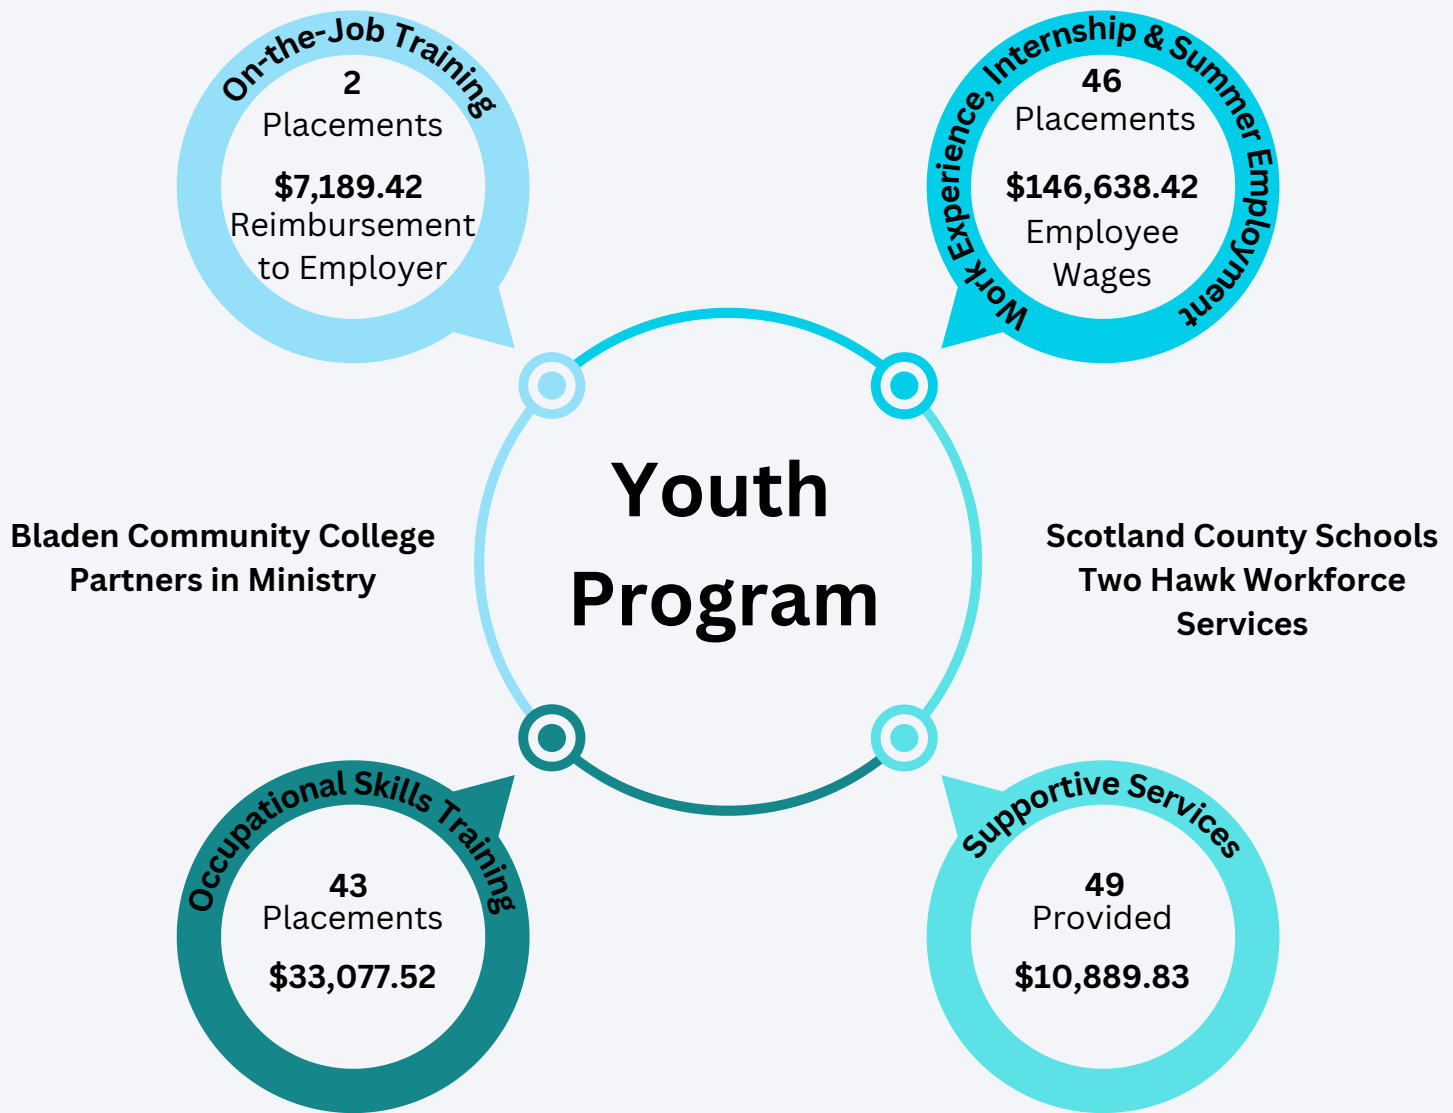 On-the-Job Training
2
Placements
$7,189.42
Reimbursement
to Employer
Work Experience, Internship & Summer Employment
46
Placements
$146,638.42
Employee
Wages
Youth
Program
Bladen Community College
Partners in Ministry
Scotland County Schools
Two Hawk Workforce
Services
Occupational Skills Training
43
Placements
$33,077.52
Supportive Services
49
Provided
$10,889.83